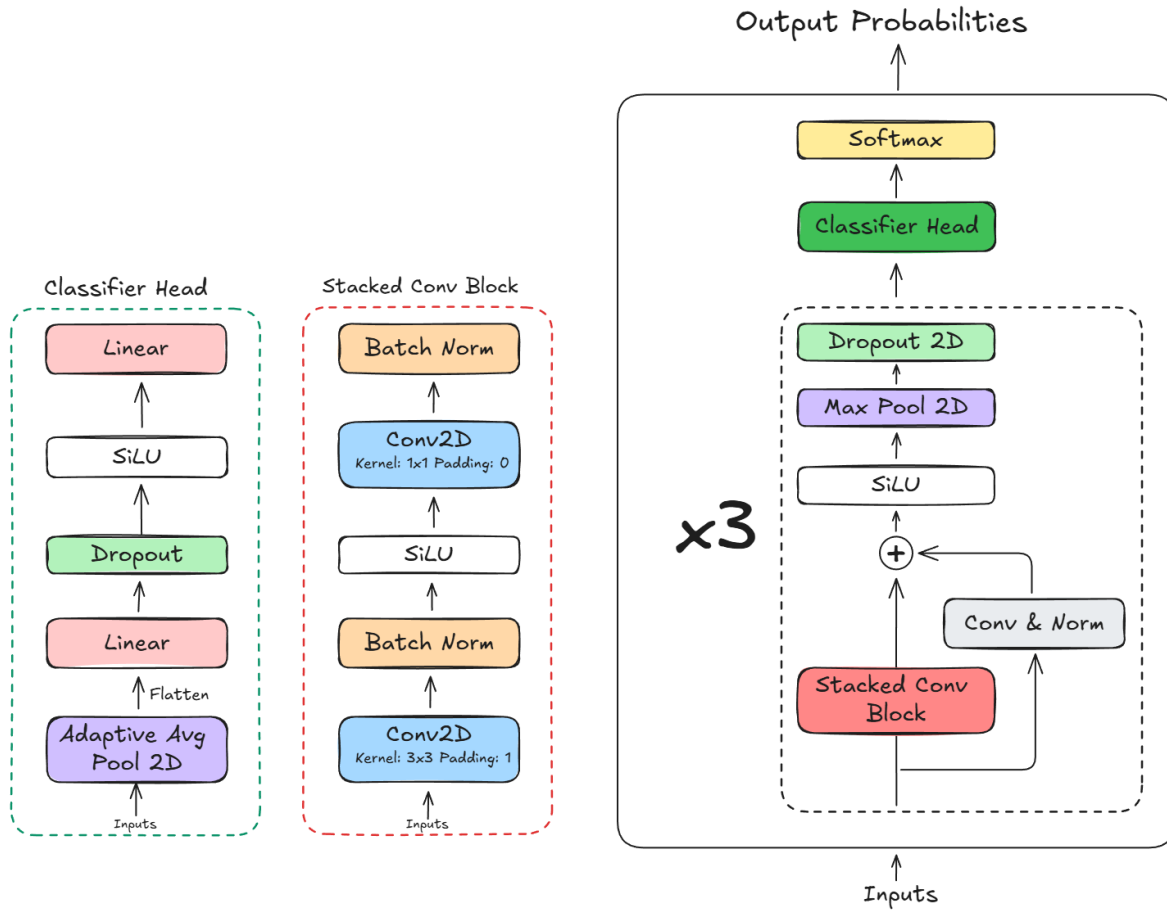 Classifier Head
Linear
SiLU
Dropout
Linear
Flatten
Adaptive Avg
Pool 2D
Inputs
Stacked Conv Block
Batch Norm
Conv2D
Kernel: 1x1 Padding: 0
SiLU
Batch Norm
Conv2D
Kernel: 3x3 Padding: 1
Inputs
Output Probabilities
Softmax
Classifier Head
Dropout 2D
Max Pool 2D
SiLU
x3
+
Conv & Norm
Stacked Conv
Block
Inputs